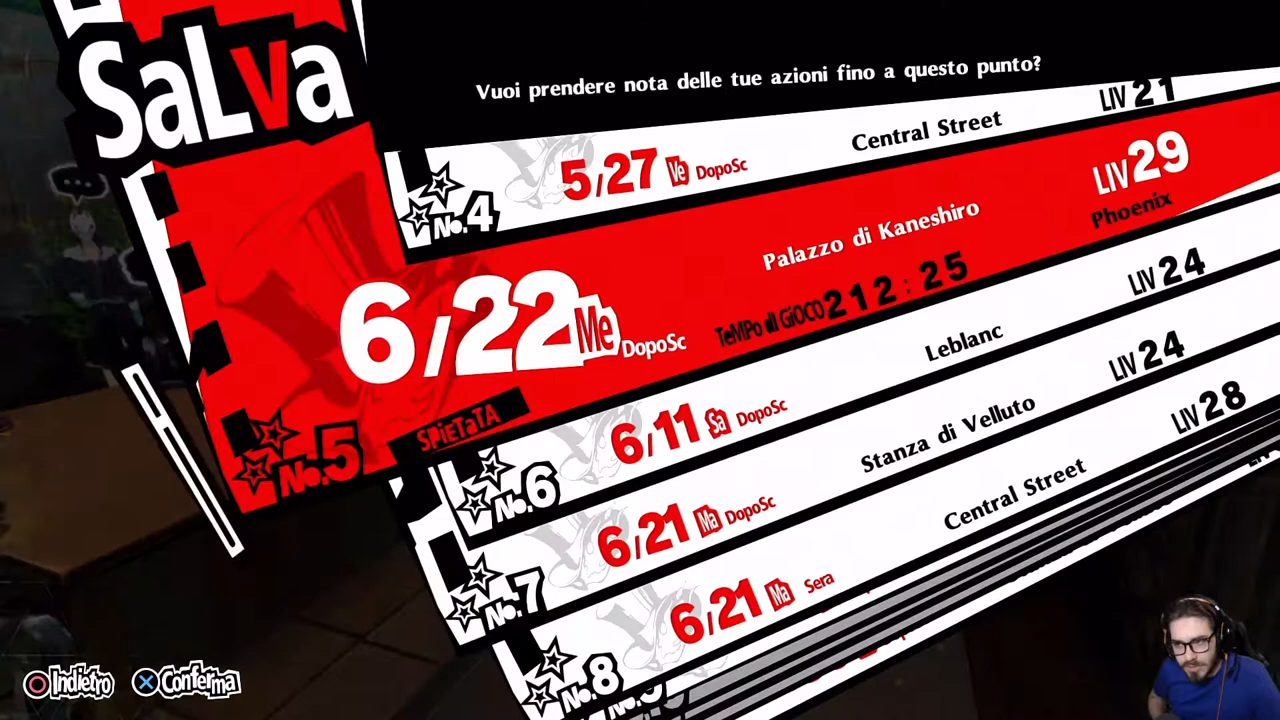 Salva
Vuoi prendere nota delle tue azioni fino a questo punto?
No.4 5/27 Ve DopoSc Central Street LIV 21
No.5 6/22 Me DopoSc Palazzo di Kaneshiro LIV 29
Phoenix
TeMPo di GiOCO 212:25
SPiETaTA
No.6 6/11 Sa DopoSc Leblanc LIV 24
No.7 6/21 Ma DopoSc Stanza di Velluto LIV 24
No.8 6/21 Ma Sera Central Street LIV 28
Indietro Conferma